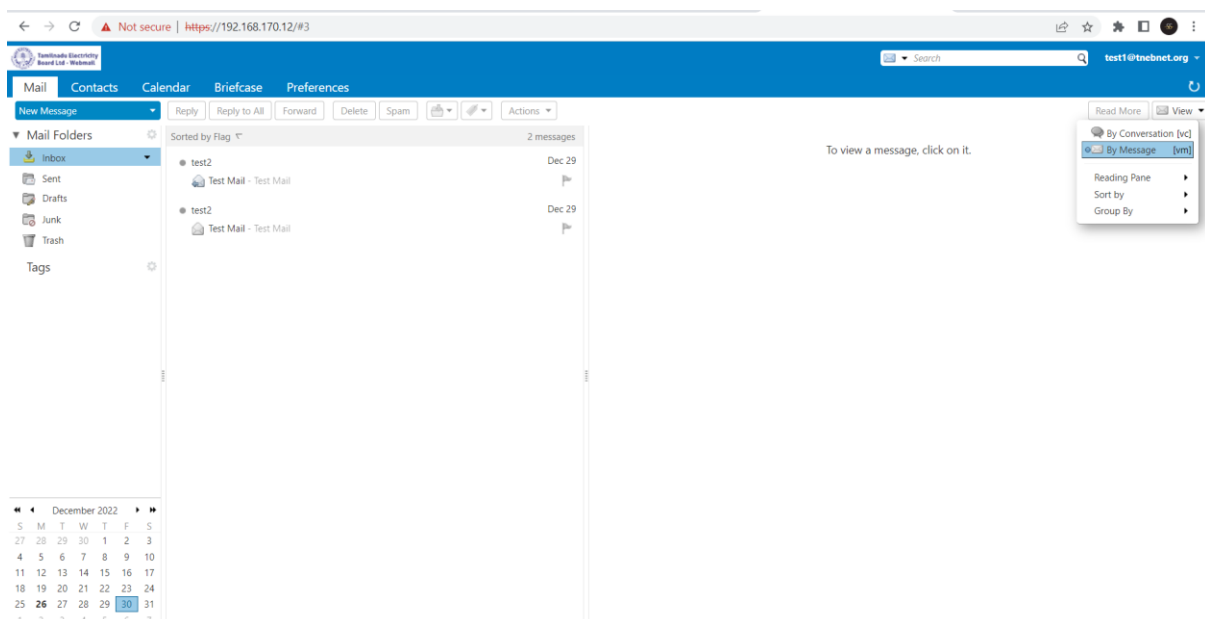 Not secure | https://192.168.170.12/#3
Tamilnadu Electricity
Board Ltd - Webmail
Search
test1@tnebnet.org
Mail Contacts Calendar Briefcase Preferences
New Message Reply Reply to All Forward Delete Spam Actions Read More View
Mail Folders
Inbox
Sent
Drafts
Junk
Trash
Tags
Sorted by Flag 2 messages
test2 Dec 29
Test Mail - Test Mail
test2 Dec 29
Test Mail - Test Mail
To view a message, click on it.
By Conversation [vc]
By Message [vm]
Reading Pane
Sort by
Group By
December 2022
S M T W T F S
27 28 29 30 1 2 3
4 5 6 7 8 9 10
11 12 13 14 15 16 17
18 19 20 21 22 23 24
25 26 27 28 29 30 31